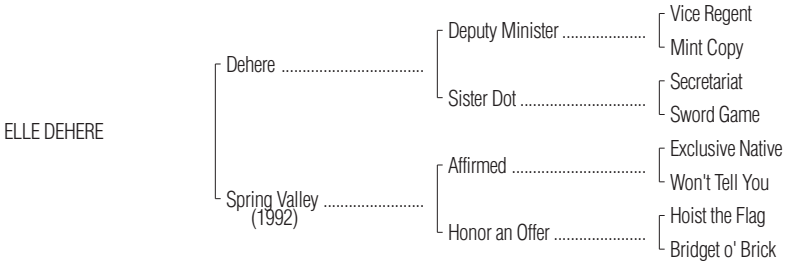 Vice Regent
Deputy Minister ....................
Mint Copy
Dehere ..................................
Secretariat
Sister Dot ..............................
Sword Game
ELLE DEHERE
Exclusive Native
Affirmed ................................
Won't Tell You
Spring Valley ........................
(1992)
Hoist the Flag
Honor an Offer ......................
Bridget o' Brick